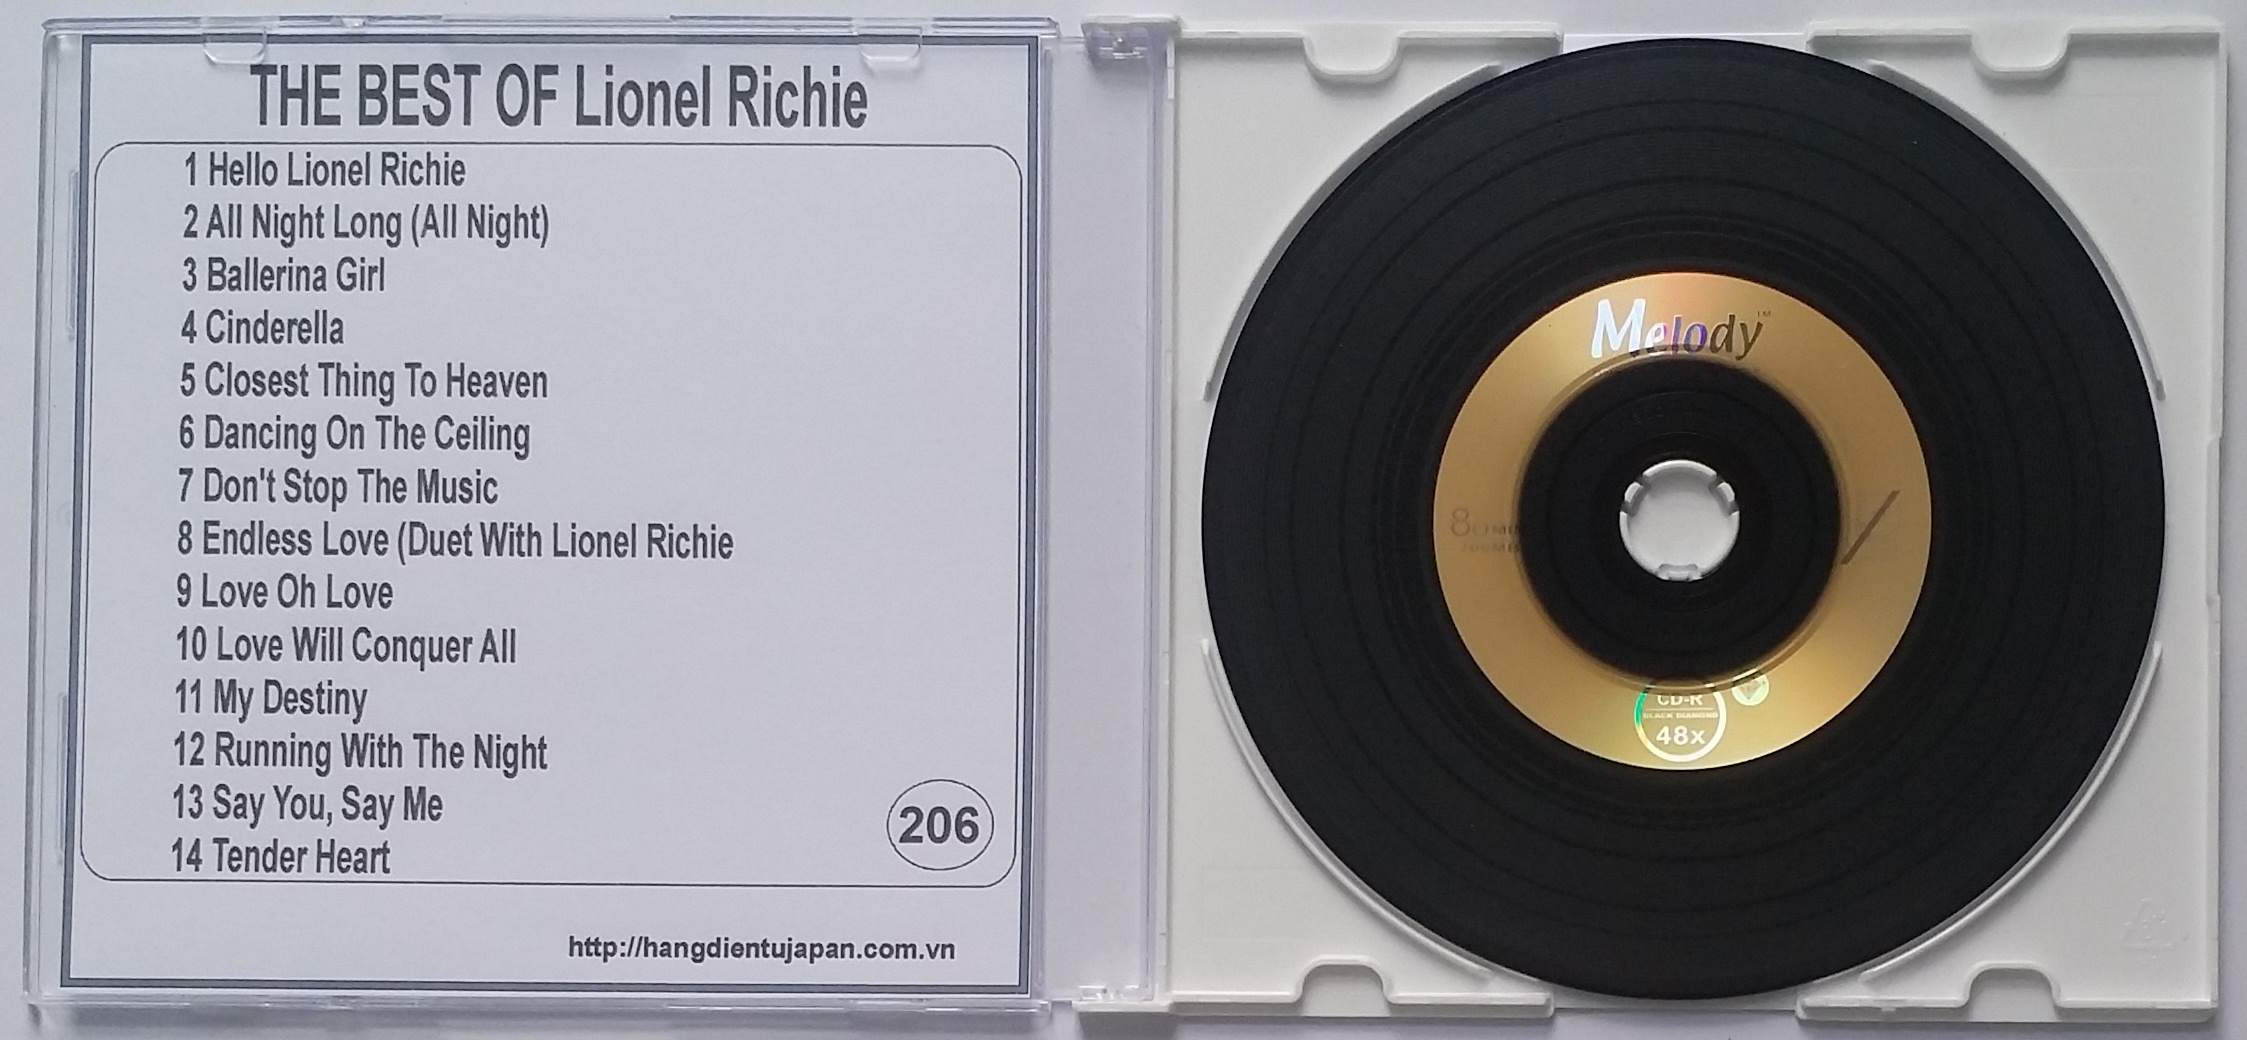 THE BEST OF Lionel Richie
1 Hello Lionel Richie
2 All Night Long (All Night)
3 Ballerina Girl
4 Cinderella
5 Closest Thing To Heaven
6 Dancing On The Ceiling
7 Don't Stop The Music
8 Endless Love (Duet With Lionel Richie
9 Love Oh Love
10 Love Will Conquer All
11 My Destiny
12 Running With The Night
13 Say You, Say Me
14 Tender Heart
206
http://hangdientujapan.com.vn
Melody™
CD-R
BLACK DIAMOND
48x